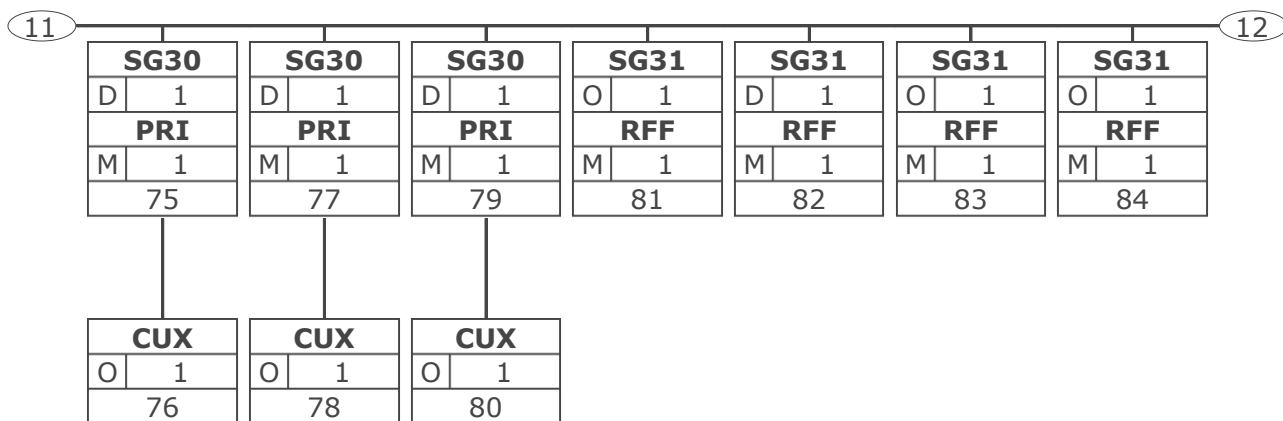 11 12
SG30 SG30 SG30 SG31 SG31 SG31 SG31
D 1 D 1 D 1 O 1 D 1 O 1 O 1
PRI PRI PRI RFF RFF RFF RFF
M 1 M 1 M 1 M 1 M 1 M 1 M 1
75 77 79 81 82 83 84
CUX CUX CUX
O 1 O 1 O 1
76 78 80